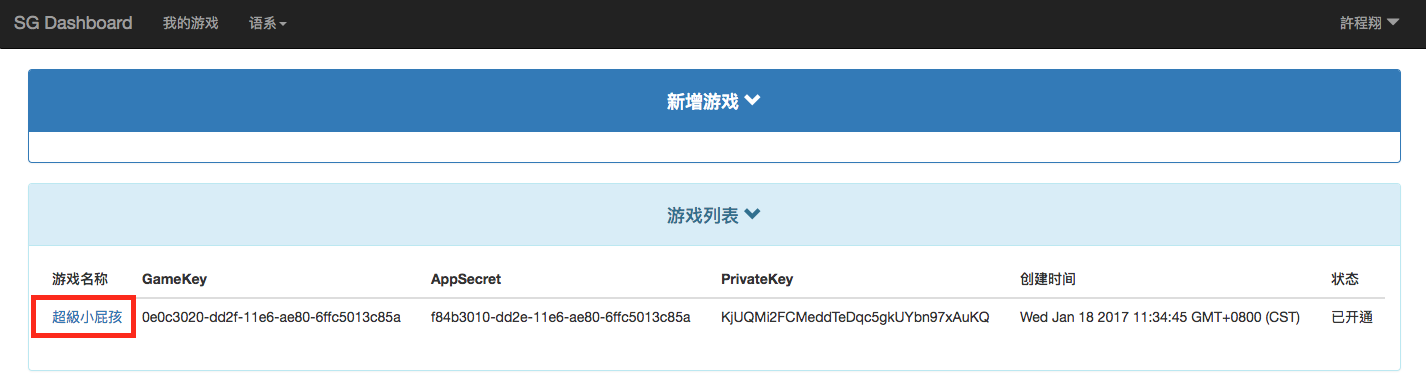 SG Dashboard 我的游戏 语系 許程翔
新增游戏
游戏列表
游戏名称 GameKey AppSecret PrivateKey 创建时间 状态
超級小屁孩 0e0c3020-dd2f-11e6-ae80-6ffc5013c85a f84b3010-dd2e-11e6-ae80-6ffc5013c85a KjUQMi2FCMeddTeDqc5gkUYbn97xAuKQ Wed Jan 18 2017 11:34:45 GMT+0800 (CST) 已开通